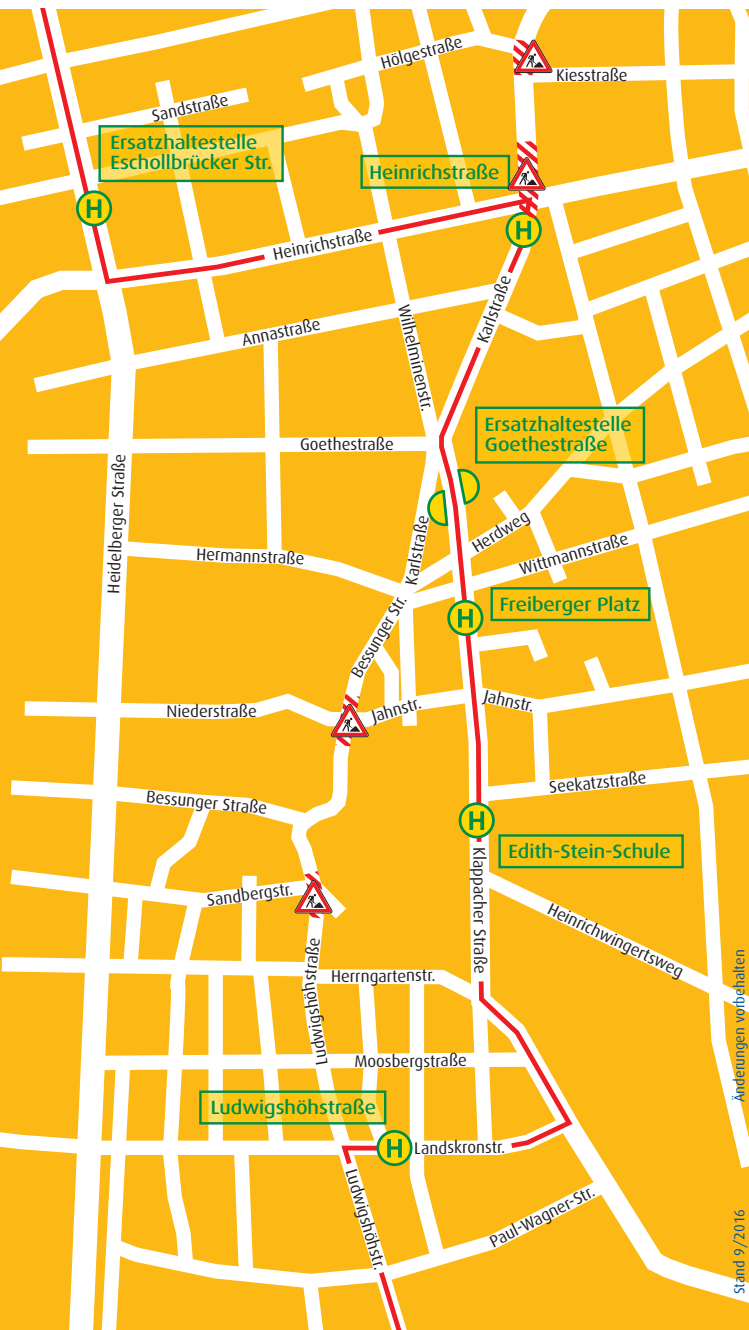 Hölgestraße
Kiesstraße
Sandstraße
Ersatzhaltestelle
Eschollbrücker Str.
Heinrichstraße
H
H
Heinrichstraße
Karlstraße
Annastraße
Wilhelminenstr.
Ersatzhaltestelle
Goethestraße
Goethestraße
Heidelberger Straße
Karlstraße
Herdweg
Hermannstraße
Wittmannstraße
Freiberger Platz
H
Bessunger Str.
Niederstraße
Jahnstr.
Jahnstr.
Seekatzstraße
Bessunger Straße
H
Edith-Stein-Schule
Klappacher Straße
Sandbergstr.
Heinrichwingertsweg
Ludwigshöhstraße
Herrngartenstr.
Moosbergstraße
Ludwigshöhstraße
H
Landskronstr.
Ludwigshöhstr.
Paul-Wagner-Str.
Änderungen vorbehalten
Stand 9/2016